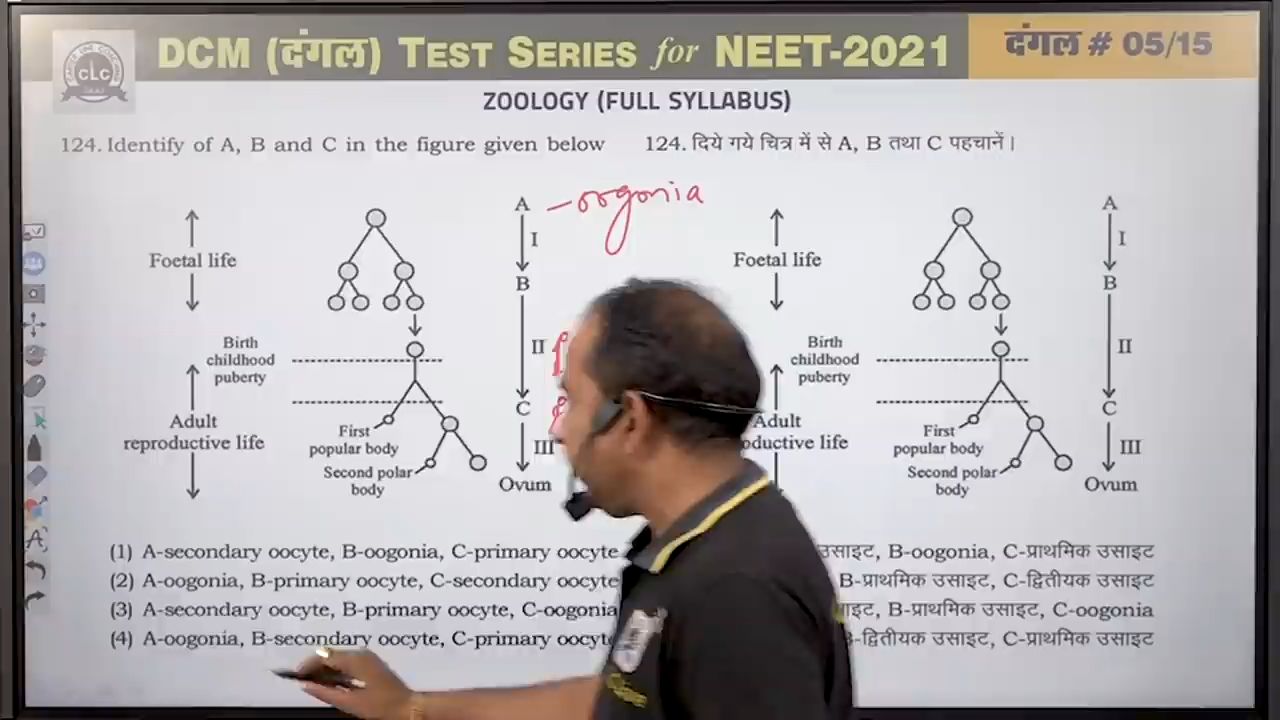 DCM (दंगल) TEST SERIES for NEET-2021
दंगल # 05/15
CLC
ZOOLOGY (FULL SYLLABUS)
124. Identify of A, B and C in the figure given below
124. दिये गये चित्र में से A, B तथा C पहचानें।
Foetal life
Birth
childhood
puberty
Adult
reproductive life
First
popular body
Second polar
body
A
I
B
II
C
III
Ovum
oogonia
Foetal life
Birth
childhood
puberty
Adult
oductive life
First
popular body
Second polar
body
A
I
B
II
C
III
Ovum
(1) A-secondary oocyte, B-oogonia, C-primary oocyte
(2) A-oogonia, B-primary oocyte, C-secondary oocyte
(3) A-secondary oocyte, B-primary oocyte, C-oogonia
(4) A-oogonia, B-secondary oocyte, C-primary oocyte
उसाइट, B-oogonia, C-प्राथमिक उसाइट
B-प्राथमिक उसाइट, C-द्वितीयक उसाइट
B-प्राथमिक उसाइट, C-oogonia
-द्वितीयक उसाइट, C-प्राथमिक उसाइट